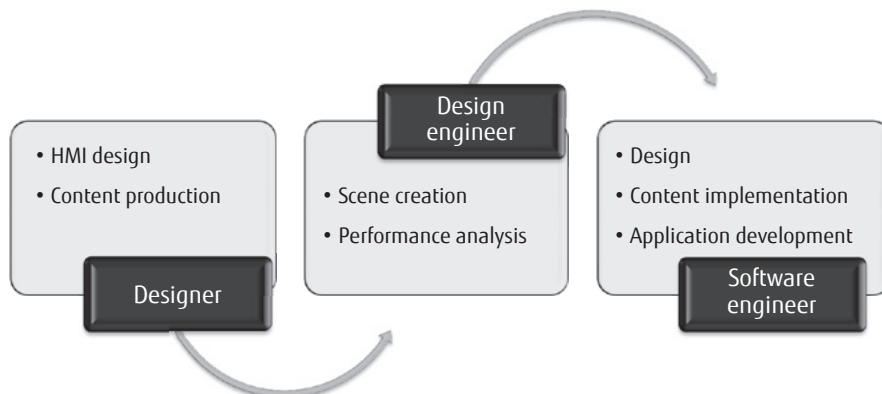 • HMI design
• Content production
Designer
Design
engineer
• Scene creation
• Performance analysis
• Design
• Content implementation
• Application development
Software
engineer